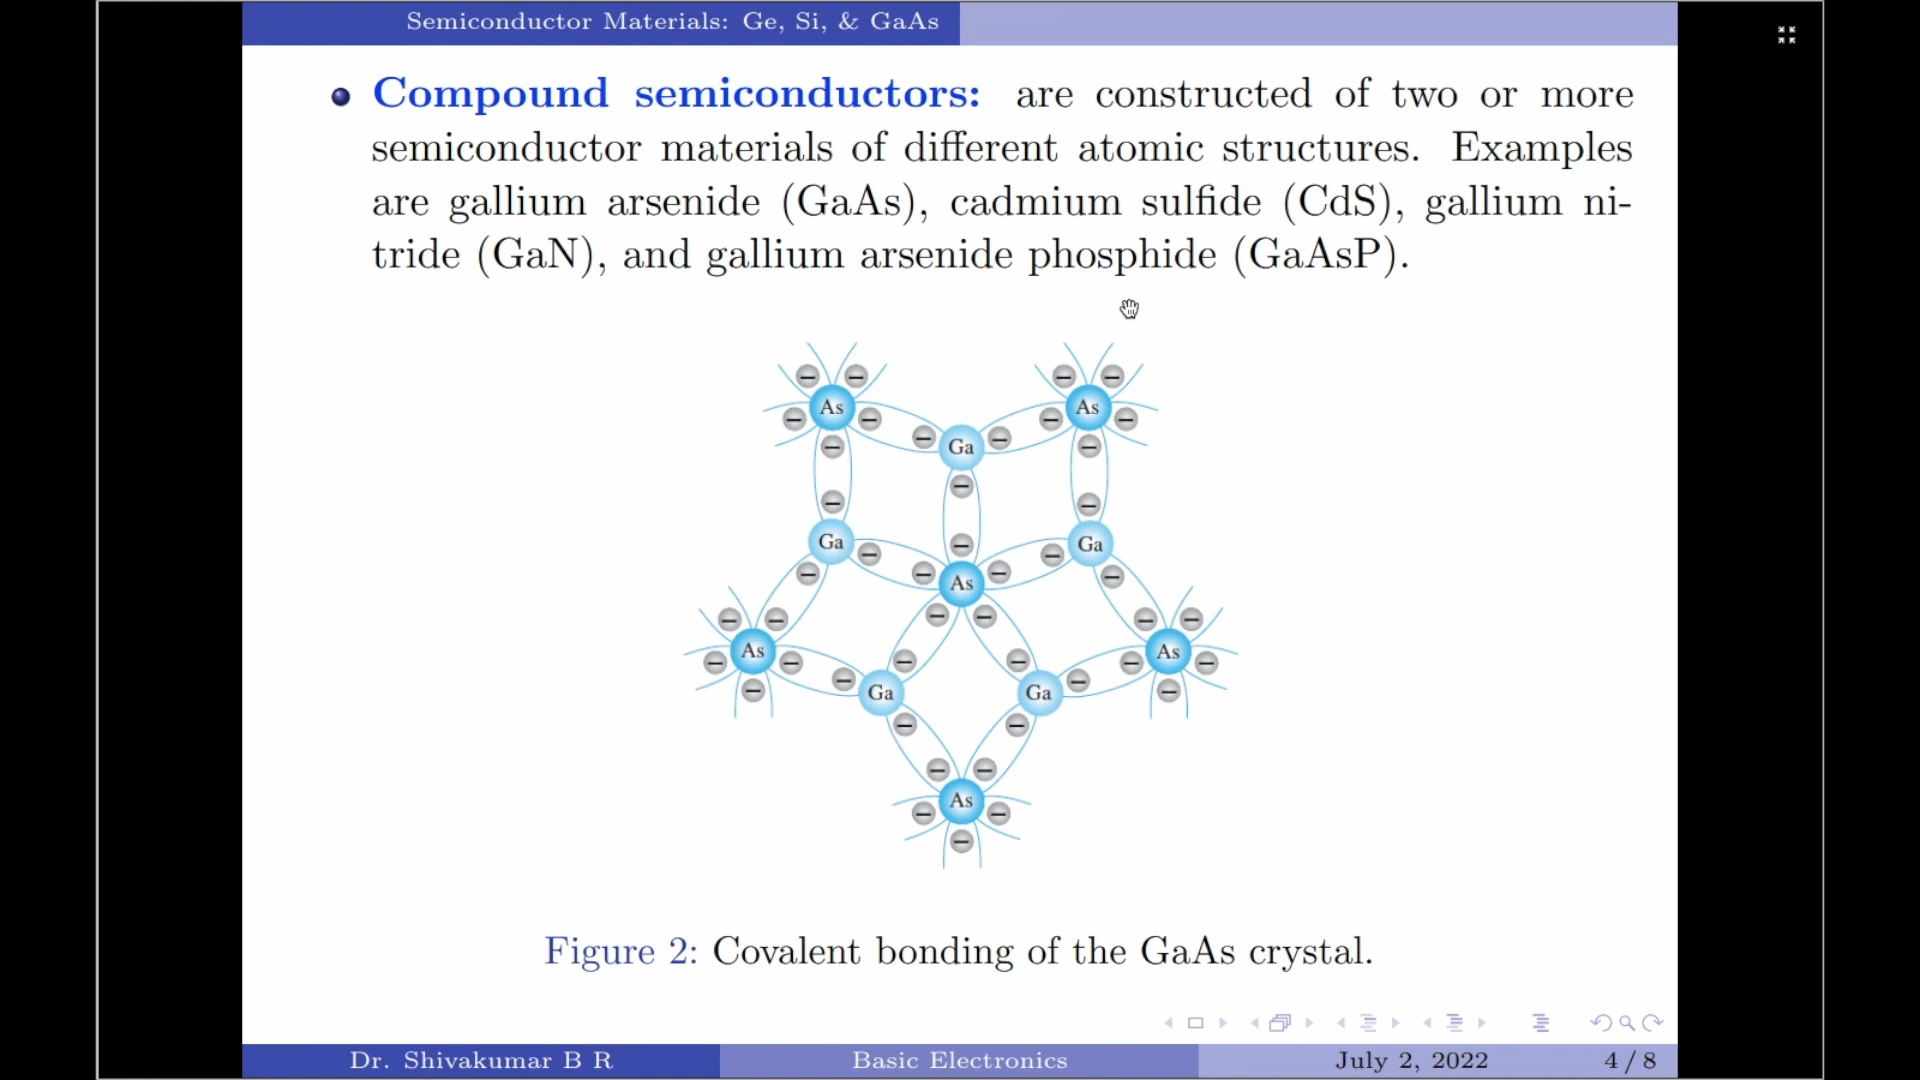 Semiconductor Materials: Ge, Si, & GaAs
Compound semiconductors: are constructed of two or more
semiconductor materials of different atomic structures. Examples
are gallium arsenide (GaAs), cadmium sulfide (CdS), gallium ni-
tride (GaN), and gallium arsenide phosphide (GaAsP).
As As
Ga
Ga Ga
As
As As
Ga Ga
As
Figure 2: Covalent bonding of the GaAs crystal.
Dr. Shivakumar B R Basic Electronics July 2, 2022 4 / 8